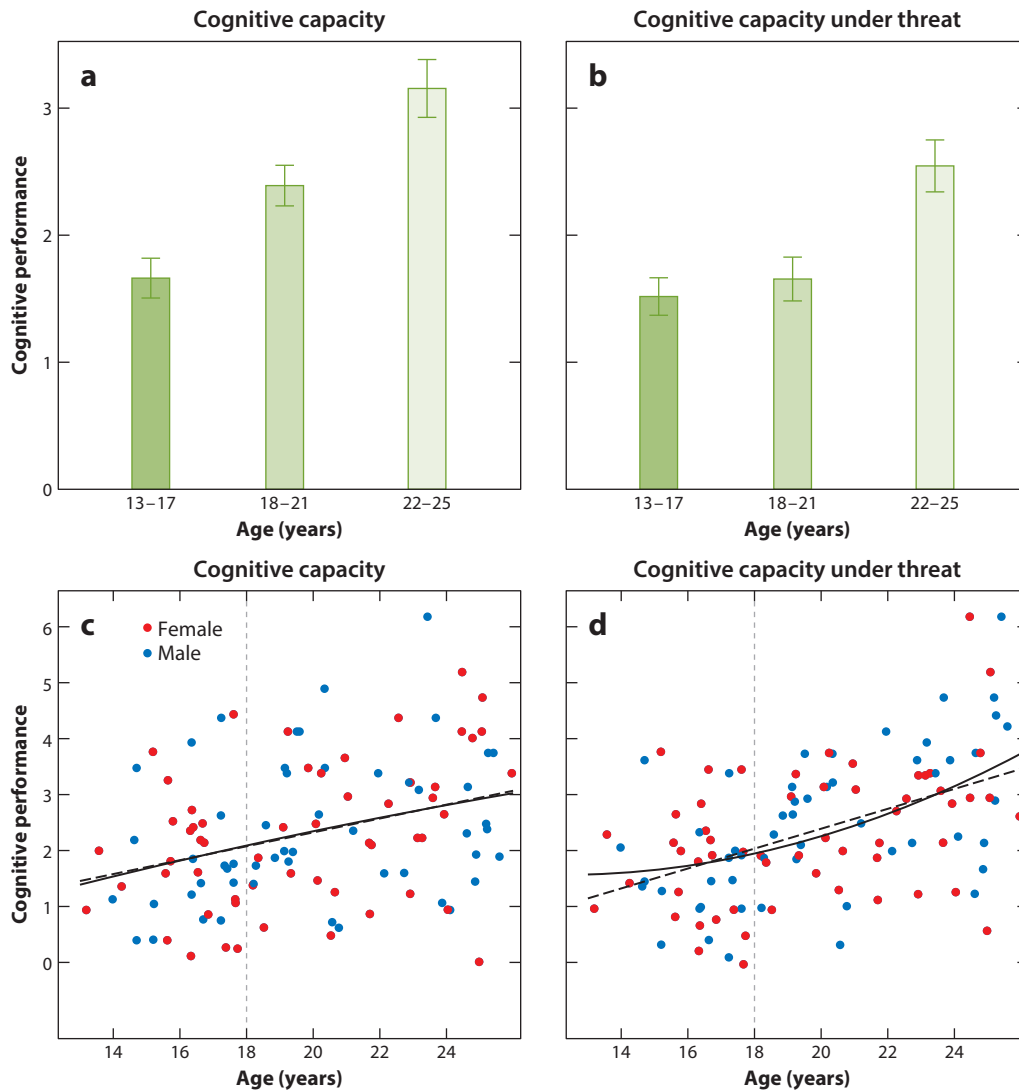 Cognitive capacity
Cognitive capacity under threat
a
b
Cognitive performance
3
2
1
0
13–17
18–21
22–25
13–17
18–21
22–25
Age (years)
Age (years)
Cognitive capacity
Cognitive capacity under threat
c
d
Female
Male
Cognitive performance
6
5
4
3
2
1
0
14
16
18
20
22
24
14
16
18
20
22
24
Age (years)
Age (years)